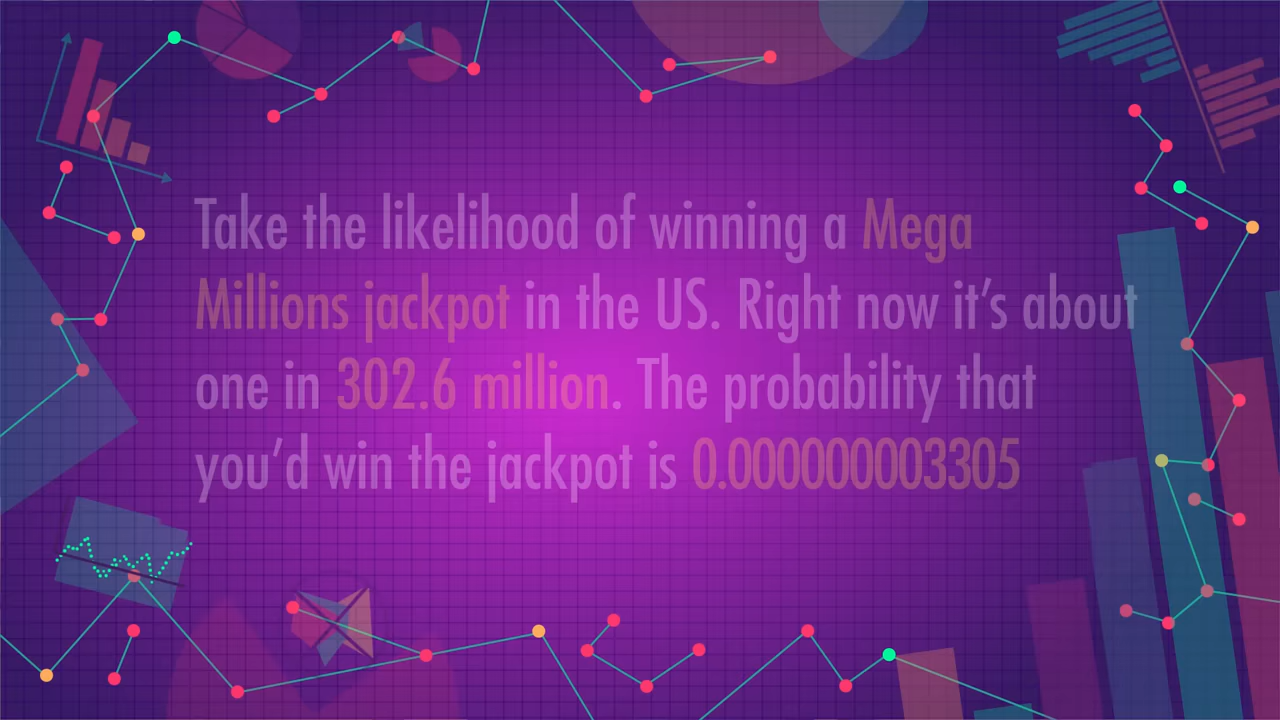 Take the likelihood of winning a Mega
Millions jackpot in the US. Right now it’s about
one in 302.6 million. The probability that
you’d win the jackpot is 0.000000003305